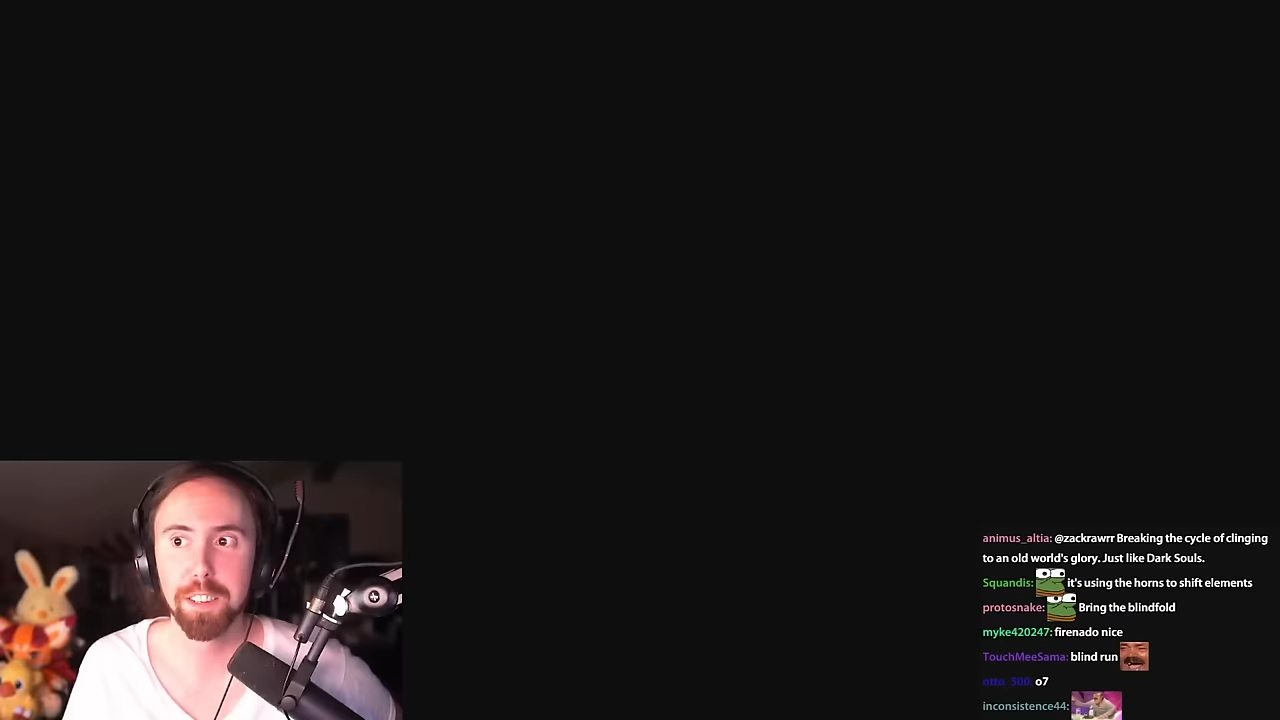 animus_altia: @zackrawrr Breaking the cycle of clinging
to an old world's glory. Just like Dark Souls.
Squandis: it's using the horns to shift elements
protosnake: Bring the blindfold
myke420247: firenado nice
TouchMeeSama: blind run
otto_500: o7
inconsistence44: